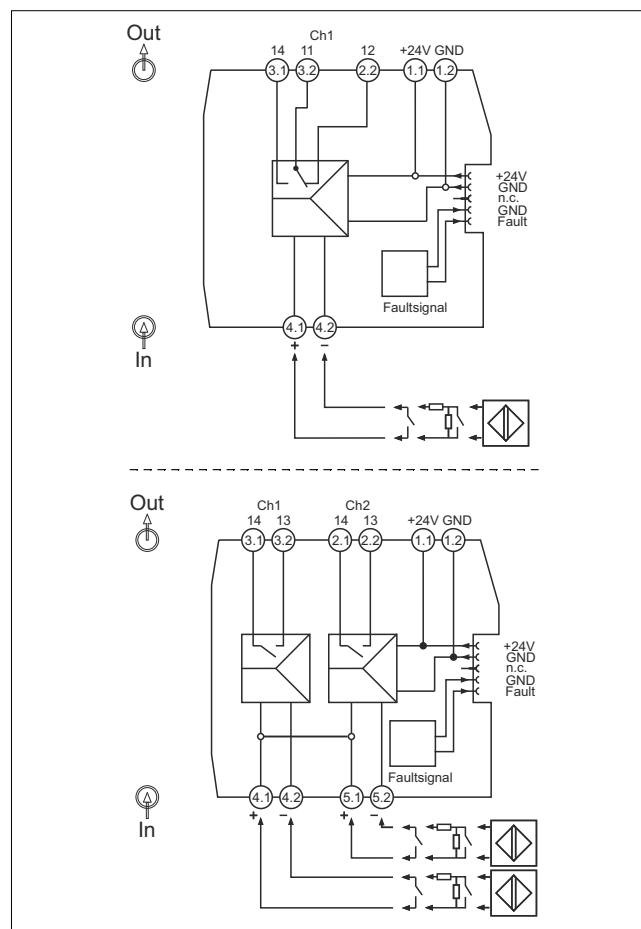 Out
Ch1
14 11 12 +24V GND
3.1 3.2 2.2 1.1 1.2
+24V
GND
n.c.
GND
Fault
Faultsignal
4.1 4.2
+ –
In
Out
Ch1 Ch2
14 13 14 13 +24V GND
3.1 3.2 2.1 2.2 1.1 1.2
+24V
GND
n.c.
GND
Fault
Faultsignal
4.1 4.2 5.1 5.2
+ – + –
In